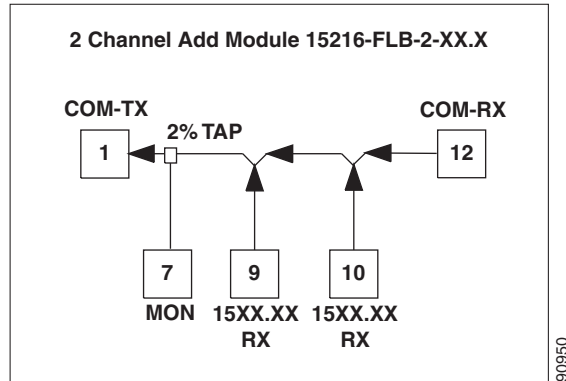 2 Channel Add Module 15216-FLB-2-XX.X
COM-TX
COM-RX
2% TAP
1
12
7
9
10
MON
15XX.XX
RX
15XX.XX
RX
90950